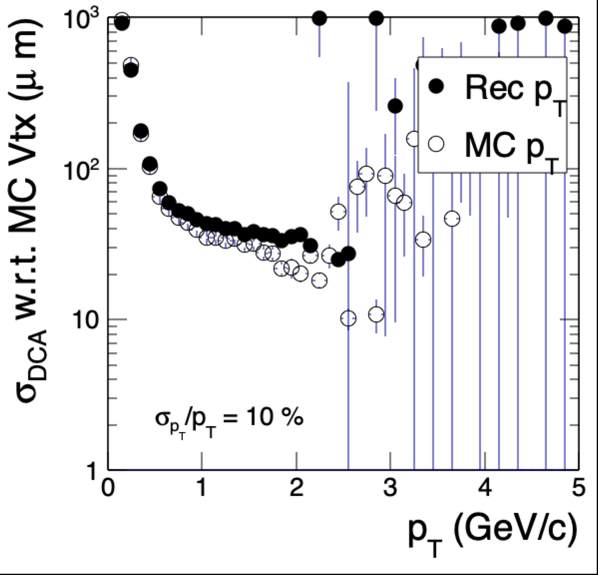 σDCA w.r.t. MC Vtx (μ m)
10³
10²
10
1
Rec pT
MC pT
σpT/pT = 10 %
0 1 2 3 4 5
pT (GeV/c)